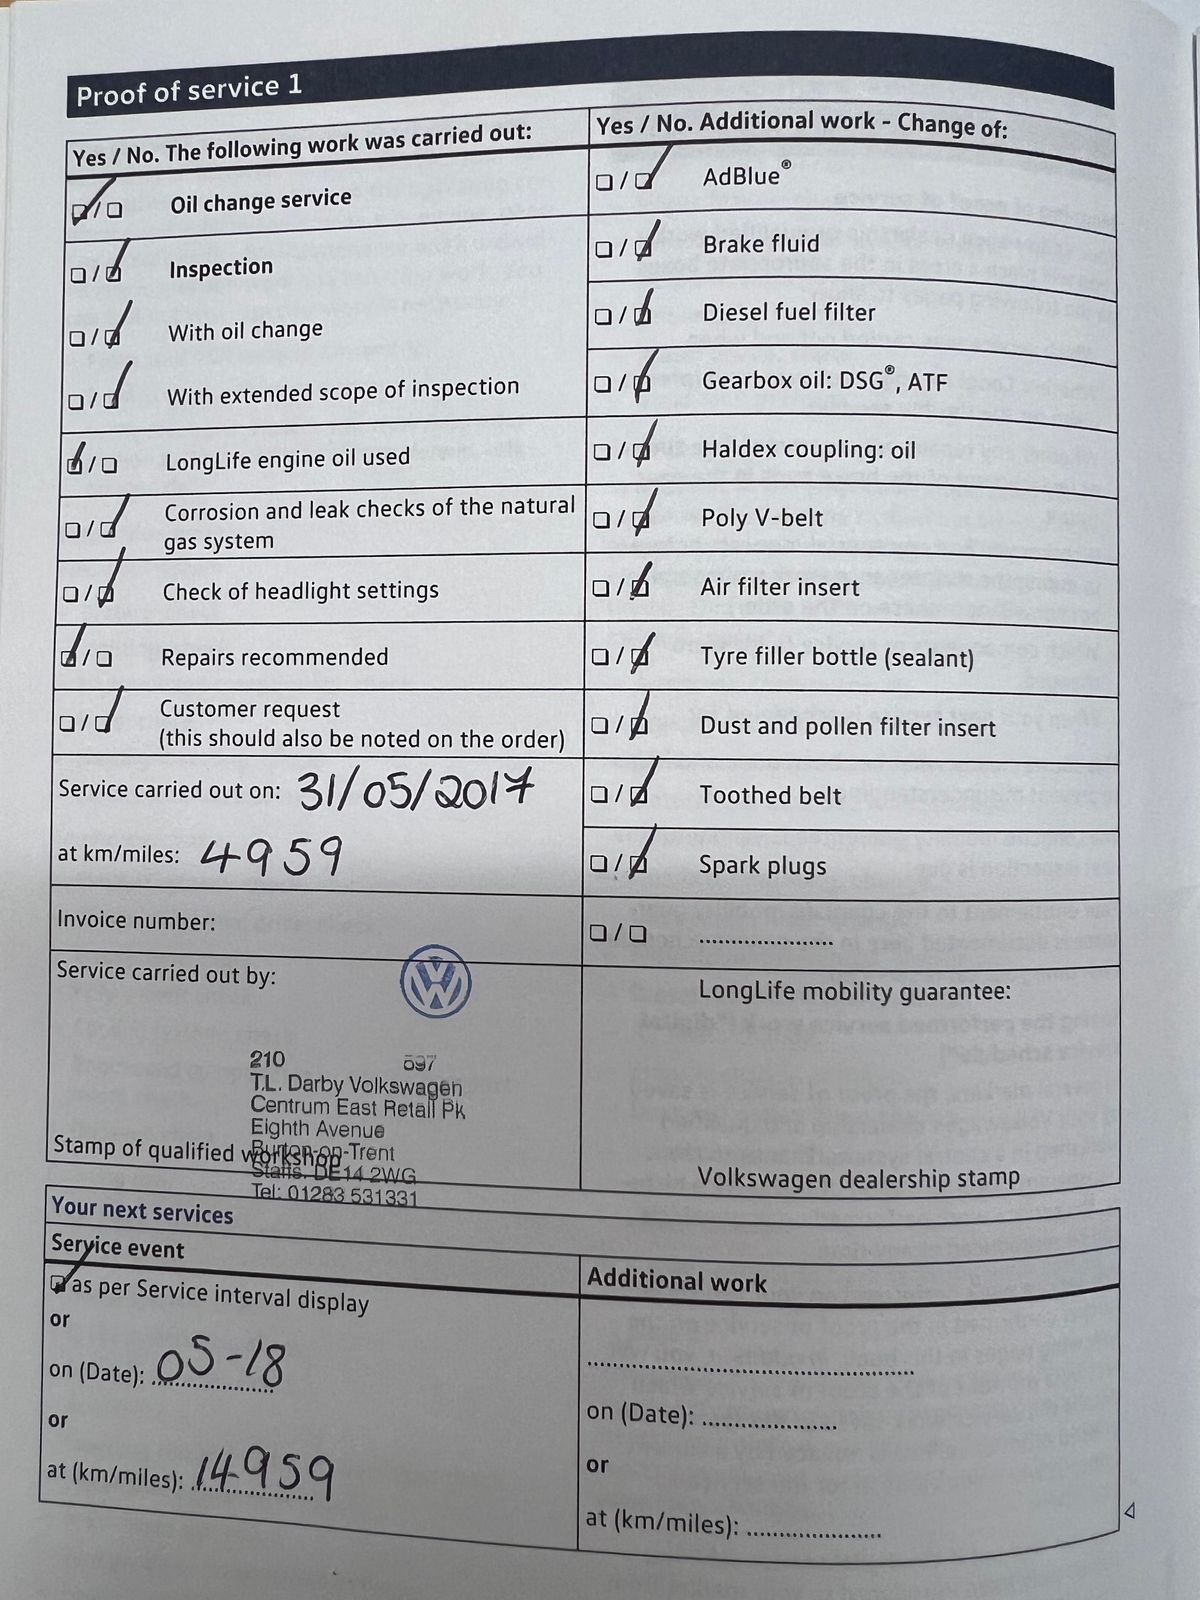 Proof of service 1
Yes / No. The following work was carried out:
Oil change service
Inspection
With oil change
With extended scope of inspection
LongLife engine oil used
Corrosion and leak checks of the natural
gas system
Check of headlight settings
Repairs recommended
Customer request
(this should also be noted on the order)
Service carried out on: 31/05/2017
at km/miles: 4959
Invoice number:
Service carried out by:
210 597
T.L. Darby Volkswagen
Centrum East Retail Pk
Eighth Avenue
Burton-on-Trent
Staffs. DE14 2WG
Tel: 01283 531331
Stamp of qualified workshop
Yes / No. Additional work - Change of:
AdBlue®
Brake fluid
Diesel fuel filter
Gearbox oil: DSG®, ATF
Haldex coupling: oil
Poly V-belt
Air filter insert
Tyre filler bottle (sealant)
Dust and pollen filter insert
Toothed belt
Spark plugs
LongLife mobility guarantee:
Volkswagen dealership stamp
Your next services
Service event
as per Service interval display
or
on (Date): 05-18
or
at (km/miles): 14959
Additional work
on (Date):
or
at (km/miles):